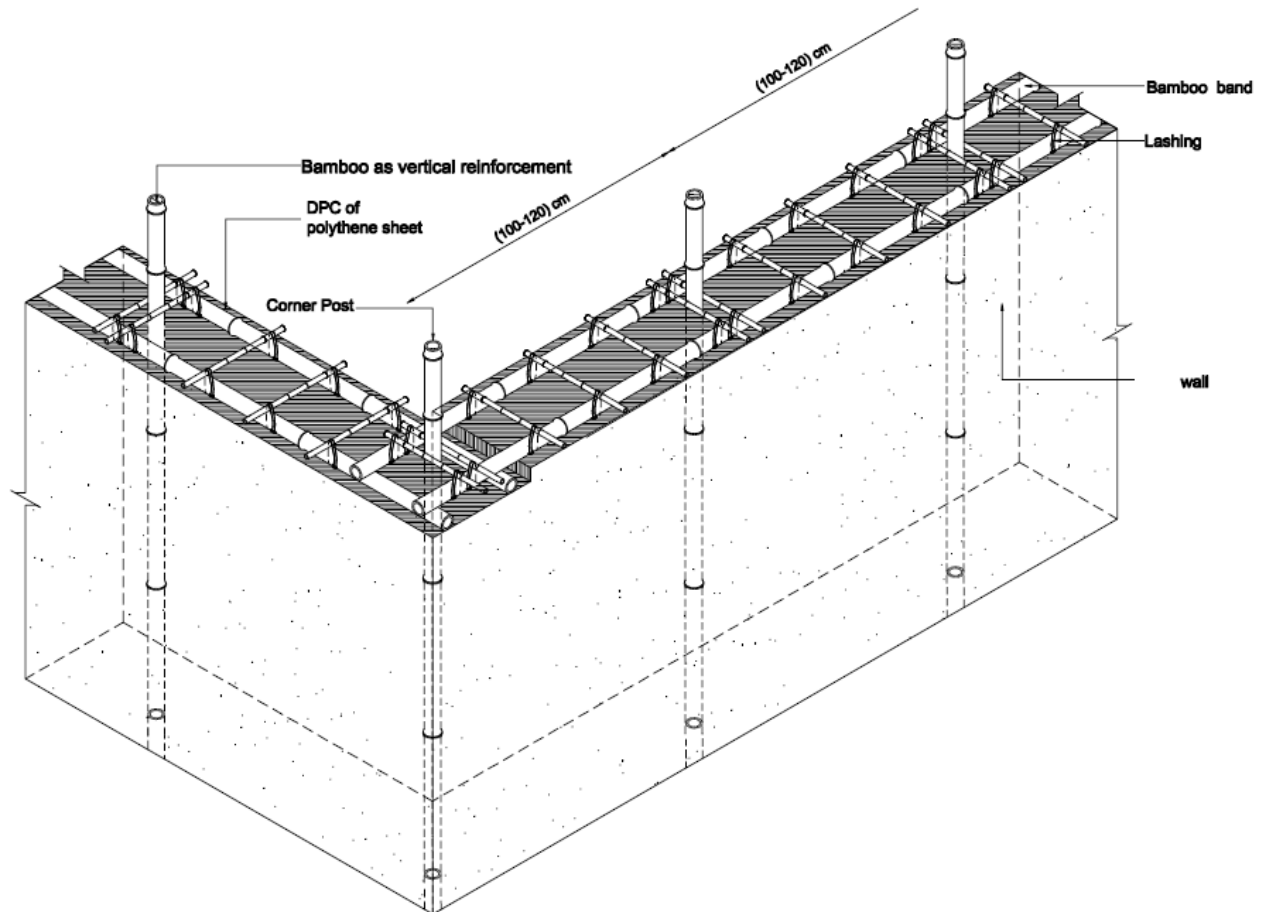 (100-120) cm
Bamboo band
Lashing
Bamboo as vertical reinforcement
DPC of
polythene sheet
(100-120) cm
Corner Post
wall